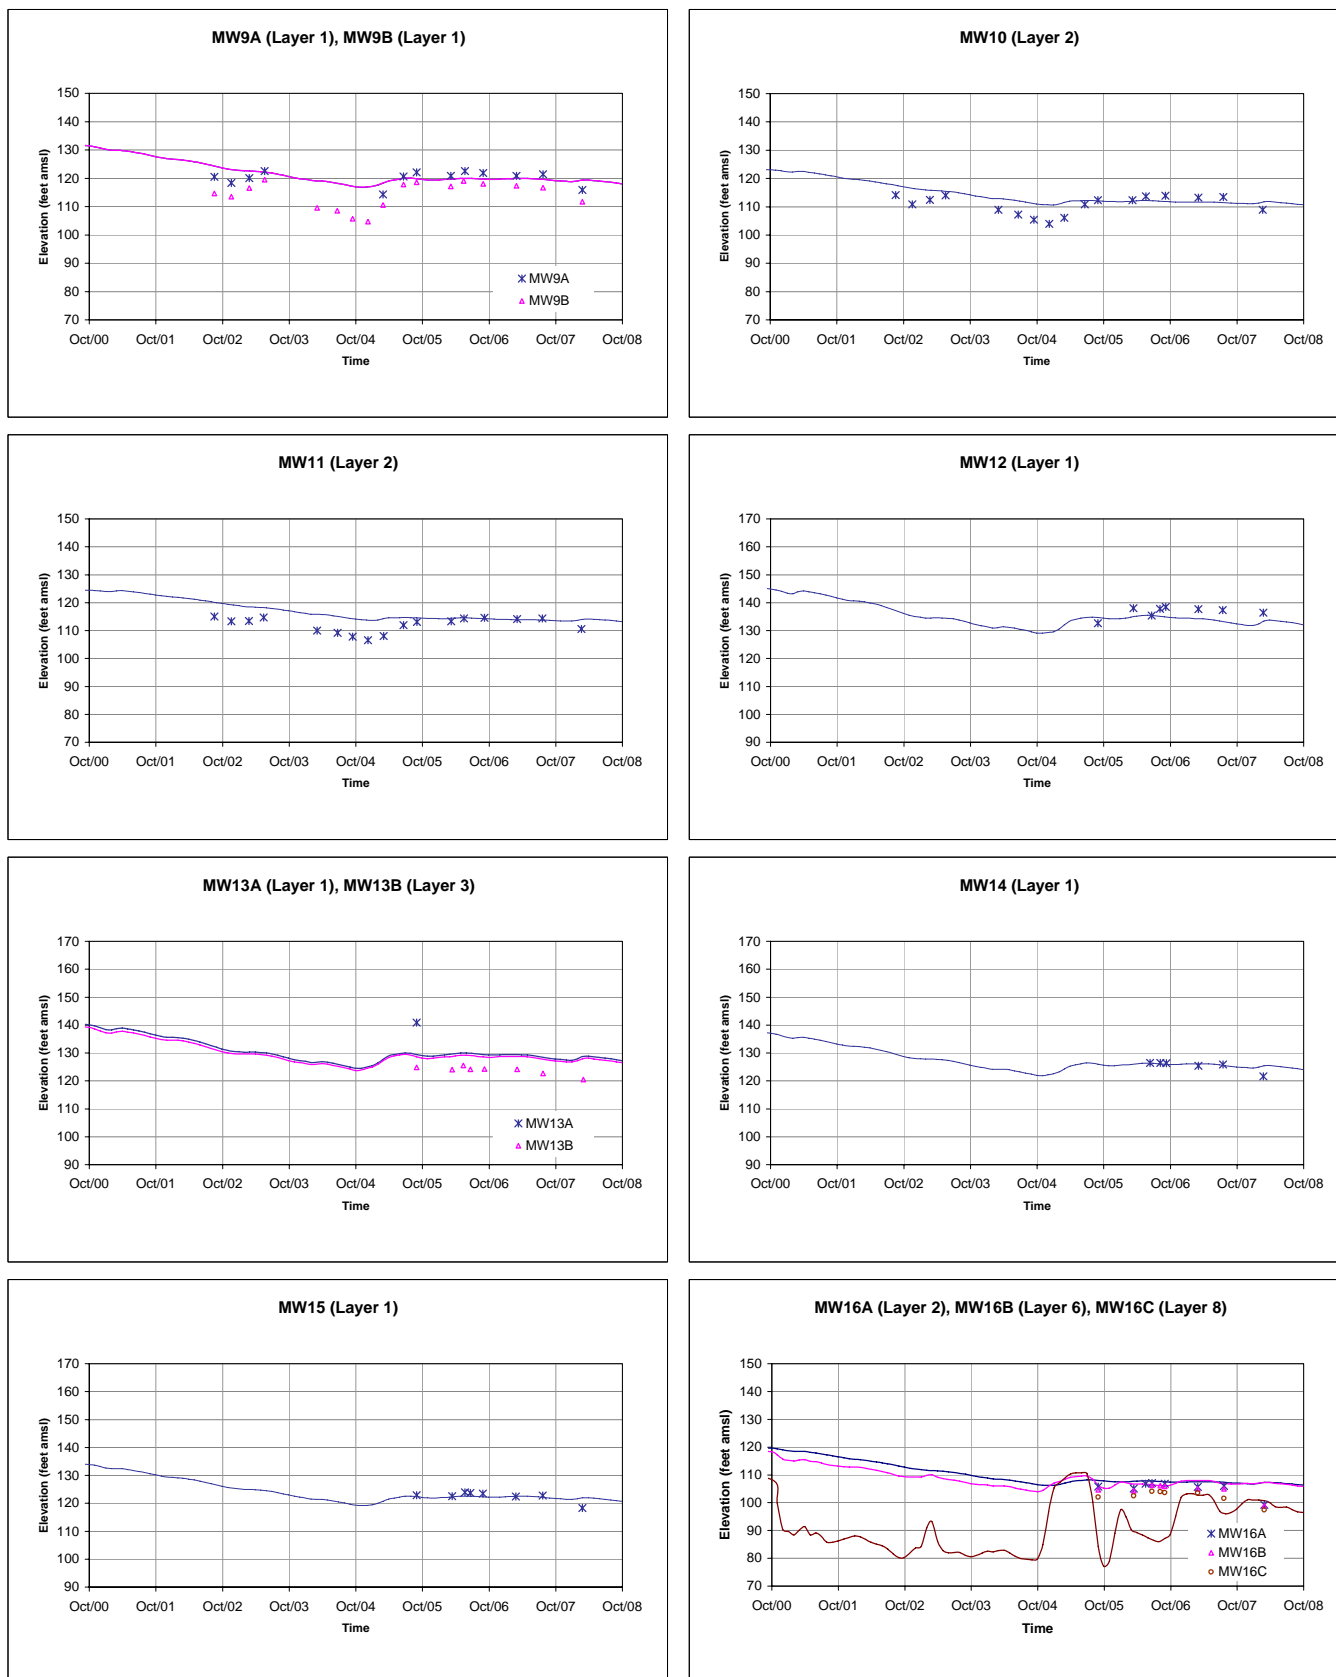 MW9A (Layer 1), MW9B (Layer 1)
Elevation (feet amsl)
150
140
130
120
110
100
90
80
70
MW9A
MW9B
Oct/00 Oct/01 Oct/02 Oct/03 Oct/04 Oct/05 Oct/06 Oct/07 Oct/08
Time
MW10 (Layer 2)
Elevation (feet amsl)
150
140
130
120
110
100
90
80
70
Oct/00 Oct/01 Oct/02 Oct/03 Oct/04 Oct/05 Oct/06 Oct/07 Oct/08
Time
MW11 (Layer 2)
Elevation (feet amsl)
150
140
130
120
110
100
90
80
70
Oct/00 Oct/01 Oct/02 Oct/03 Oct/04 Oct/05 Oct/06 Oct/07 Oct/08
Time
MW12 (Layer 1)
Elevation (feet amsl)
170
160
150
140
130
120
110
100
90
Oct/00 Oct/01 Oct/02 Oct/03 Oct/04 Oct/05 Oct/06 Oct/07 Oct/08
Time
MW13A (Layer 1), MW13B (Layer 3)
Elevation (feet amsl)
170
160
150
140
130
120
110
100
90
MW13A
MW13B
Oct/00 Oct/01 Oct/02 Oct/03 Oct/04 Oct/05 Oct/06 Oct/07 Oct/08
Time
MW14 (Layer 1)
Elevation (feet amsl)
170
160
150
140
130
120
110
100
90
Oct/00 Oct/01 Oct/02 Oct/03 Oct/04 Oct/05 Oct/06 Oct/07 Oct/08
Time
MW15 (Layer 1)
Elevation (feet amsl)
170
160
150
140
130
120
110
100
90
Oct/00 Oct/01 Oct/02 Oct/03 Oct/04 Oct/05 Oct/06 Oct/07 Oct/08
Time
MW16A (Layer 2), MW16B (Layer 6), MW16C (Layer 8)
Elevation (feet amsl)
150
140
130
120
110
100
90
80
70
MW16A
MW16B
MW16C
Oct/00 Oct/01 Oct/02 Oct/03 Oct/04 Oct/05 Oct/06 Oct/07 Oct/08
Time